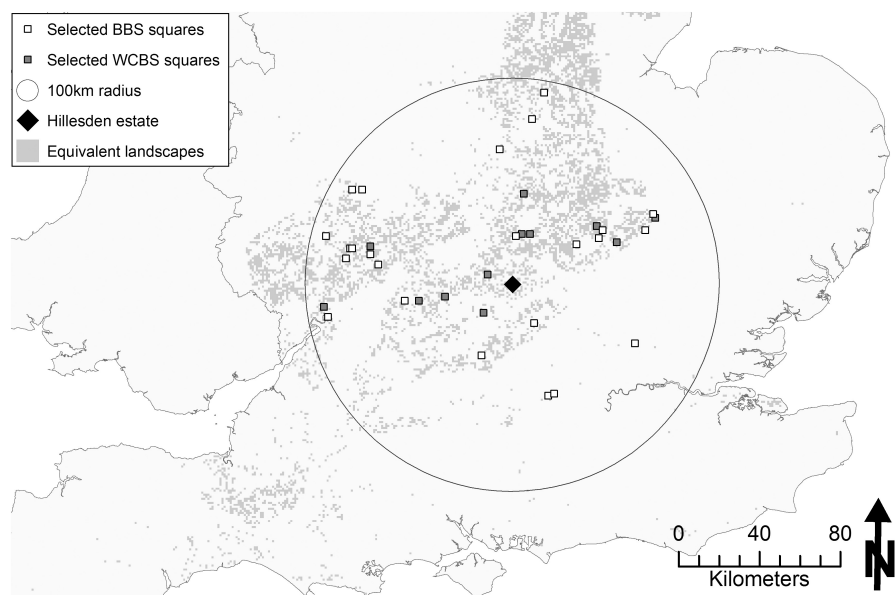 Selected BBS squares
Selected WCBS squares
100km radius
Hillesden estate
Equivalent landscapes
0 40 80
Kilometers
N